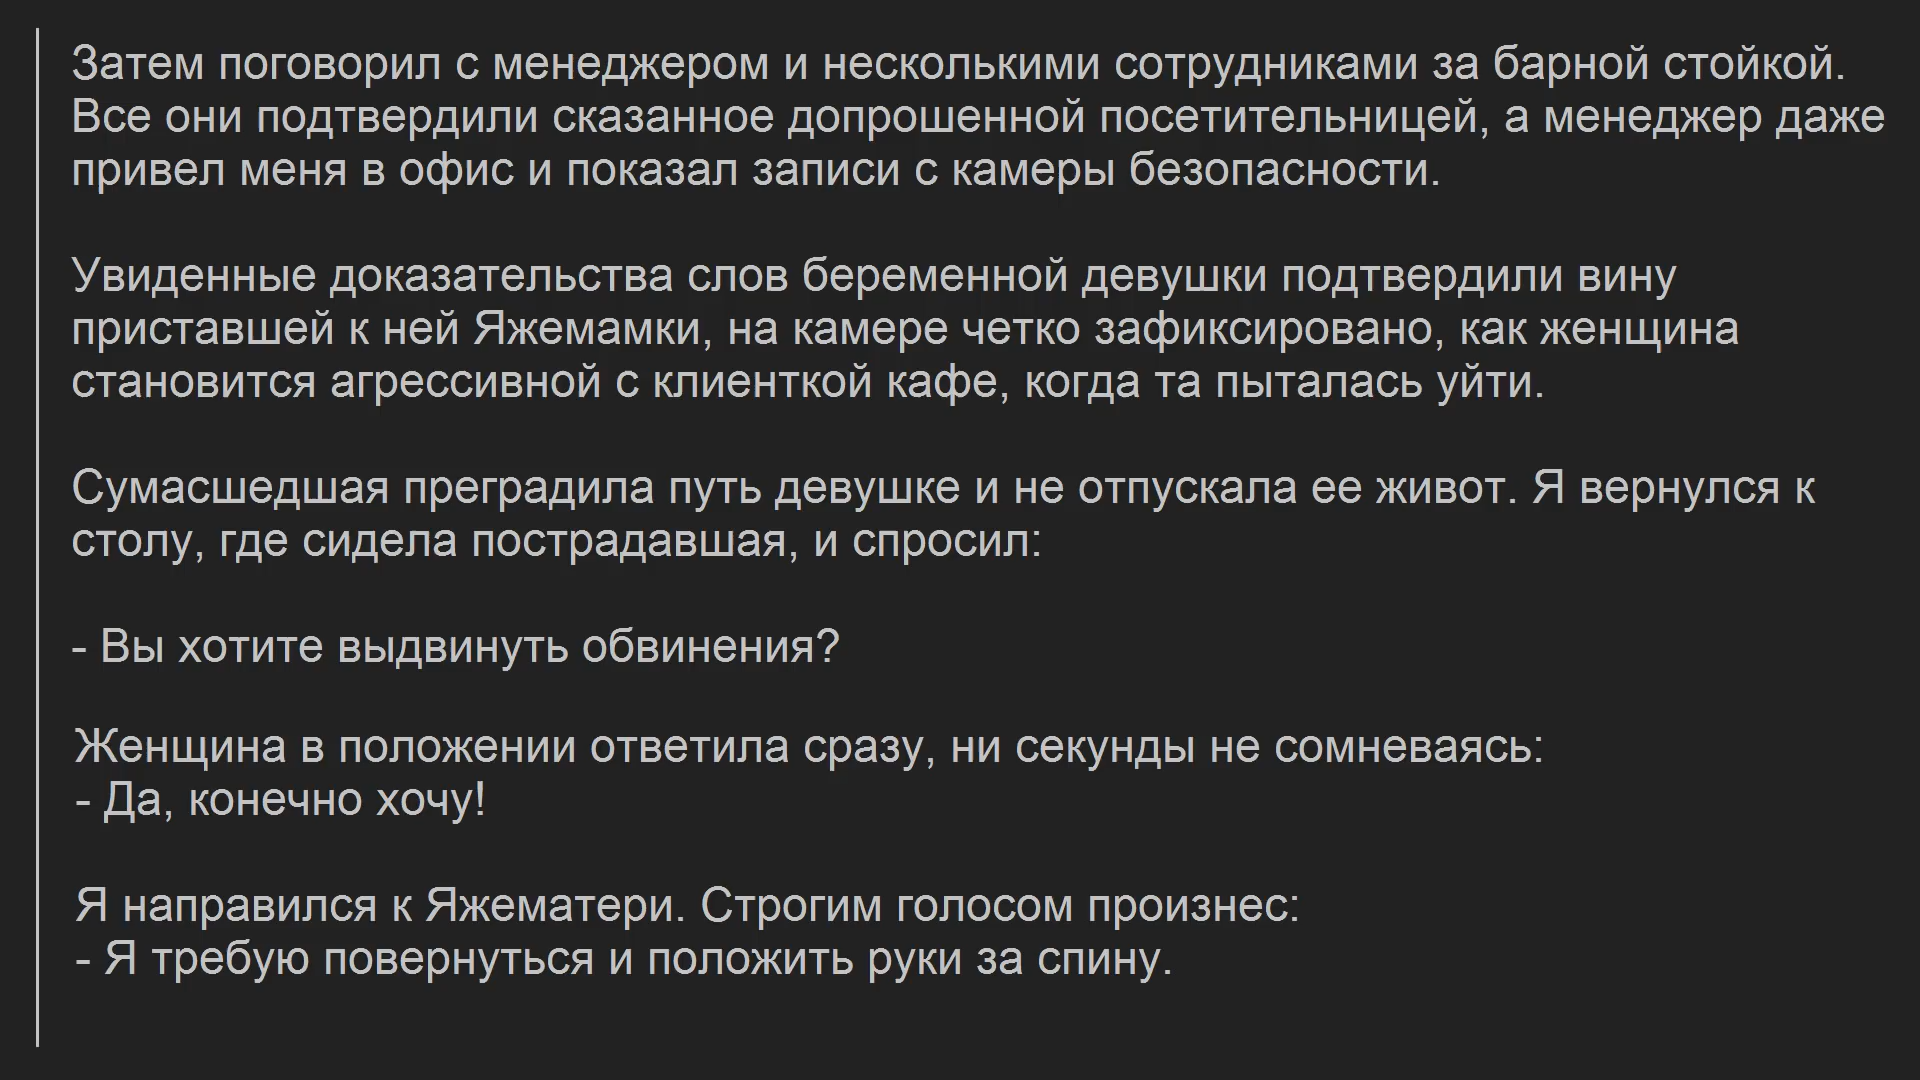 Затем поговорил с менеджером и несколькими сотрудниками за барной стойкой.
Все они подтвердили сказанное допрошенной посетительницей, а менеджер даже
привел меня в офис и показал записи с камеры безопасности.
Увиденные доказательства слов беременной девушки подтвердили вину
приставшей к ней Яжемамки, на камере четко зафиксировано, как женщина
становится агрессивной с клиенткой кафе, когда та пыталась уйти.
Сумасшедшая преградила путь девушке и не отпускала ее живот. Я вернулся к
столу, где сидела пострадавшая, и спросил:
- Вы хотите выдвинуть обвинения?
Женщина в положении ответила сразу, ни секунды не сомневаясь:
- Да, конечно хочу!
Я направился к Яжематери. Строгим голосом произнес:
- Я требую повернуться и положить руки за спину.